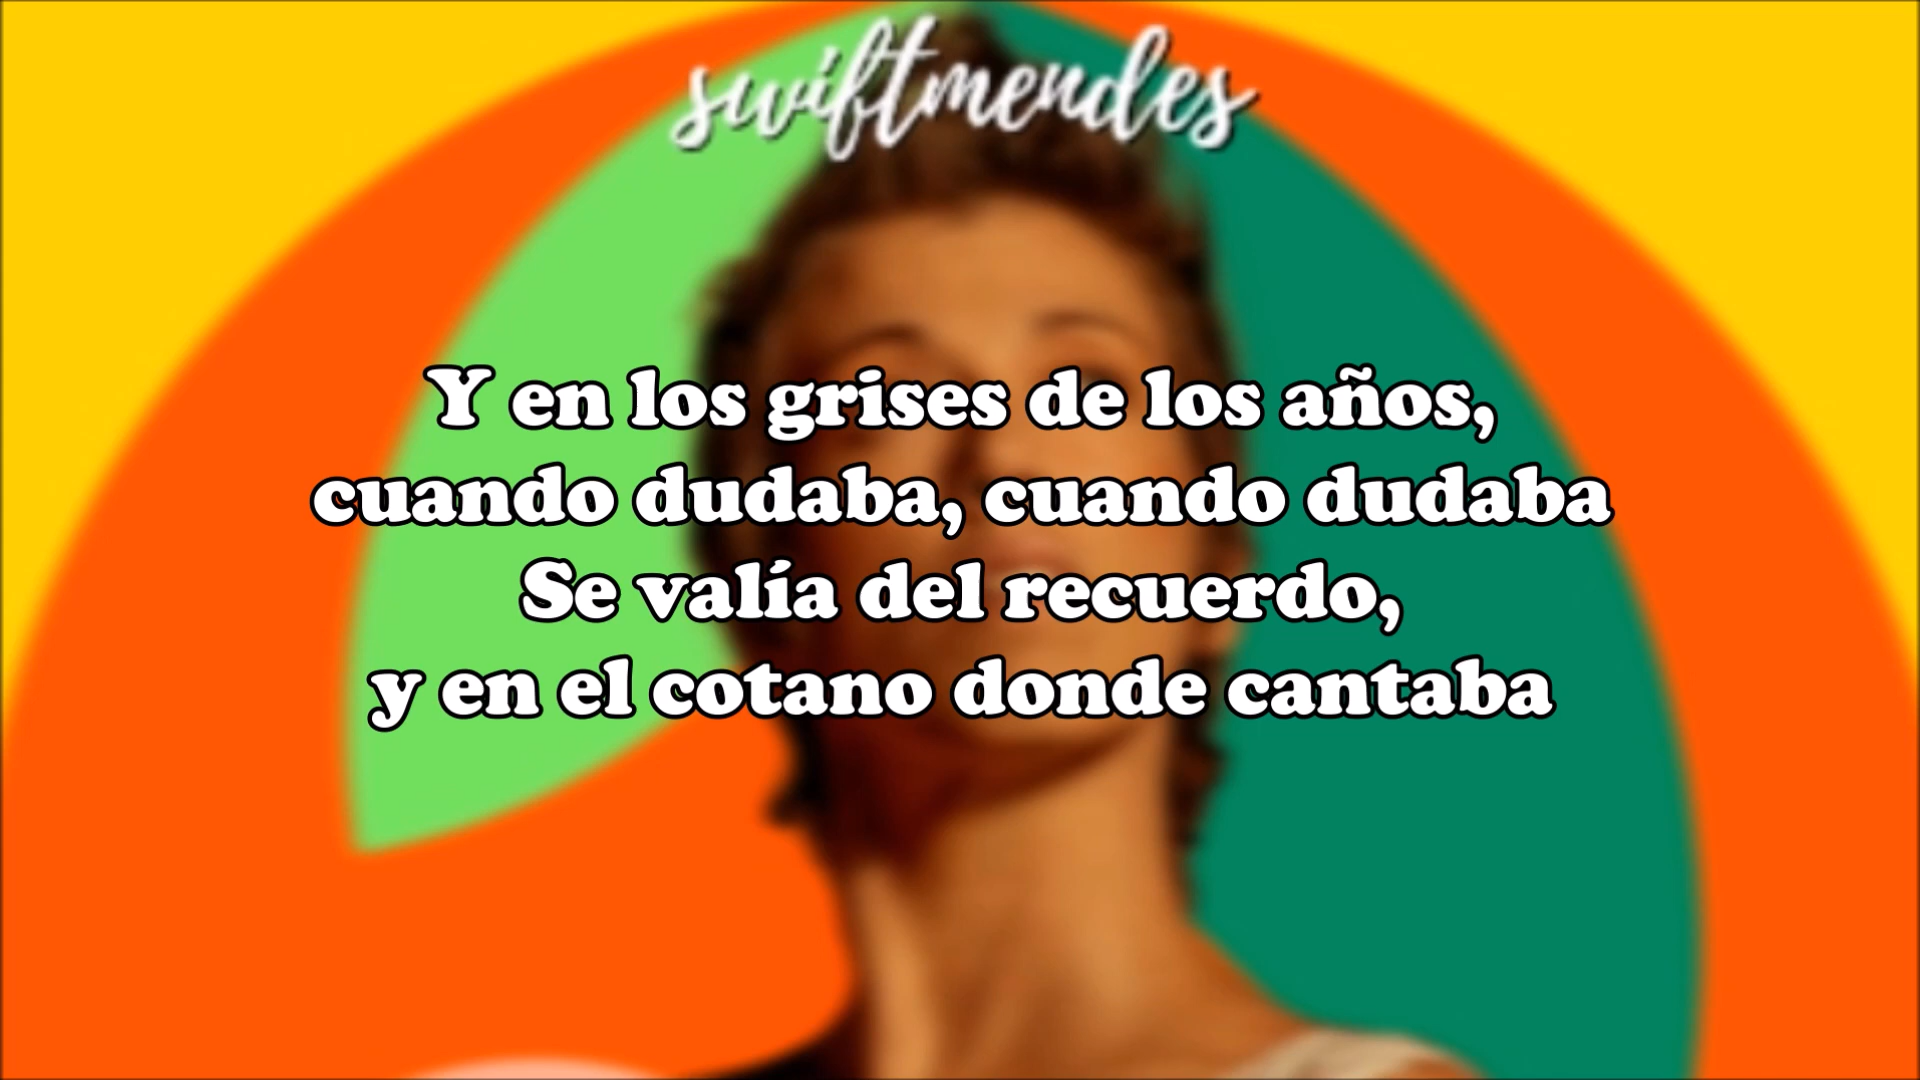 swiftmendes
Y en los grises de los años,
cuando dudaba, cuando dudaba
Se valía del recuerdo,
y en el cotano donde cantaba